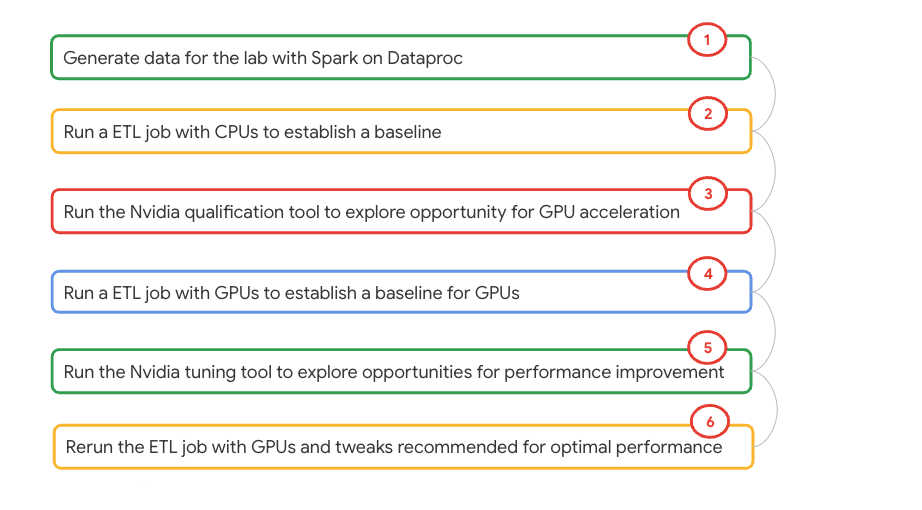 1
Generate data for the lab with Spark on Dataproc
2
Run a ETL job with CPUs to establish a baseline
3
Run the Nvidia qualification tool to explore opportunity for GPU acceleration
4
Run a ETL job with GPUs to establish a baseline for GPUs
5
Run the Nvidia tuning tool to explore opportunities for performance improvement
6
Rerun the ETL job with GPUs and tweaks recommended for optimal performance